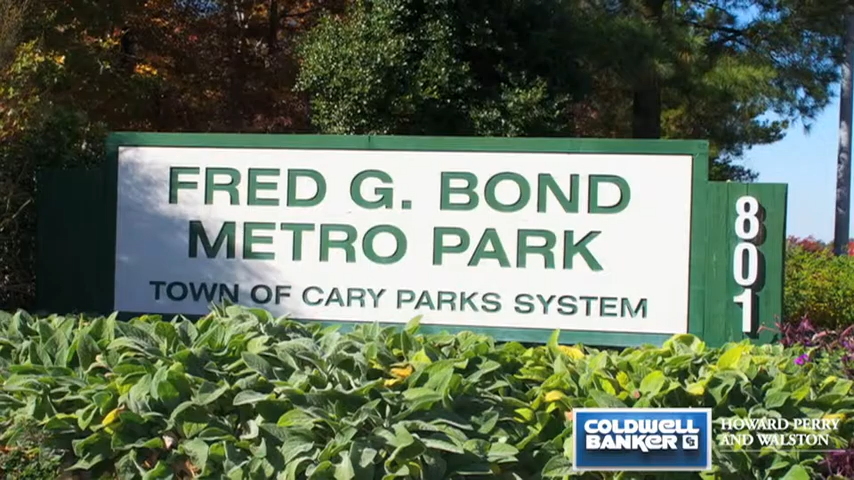 FRED G. BOND
METRO PARK
TOWN OF CARY PARKS SYSTEM
801
COLDWELL
BANKER
HOWARD PERRY
AND WALSTON